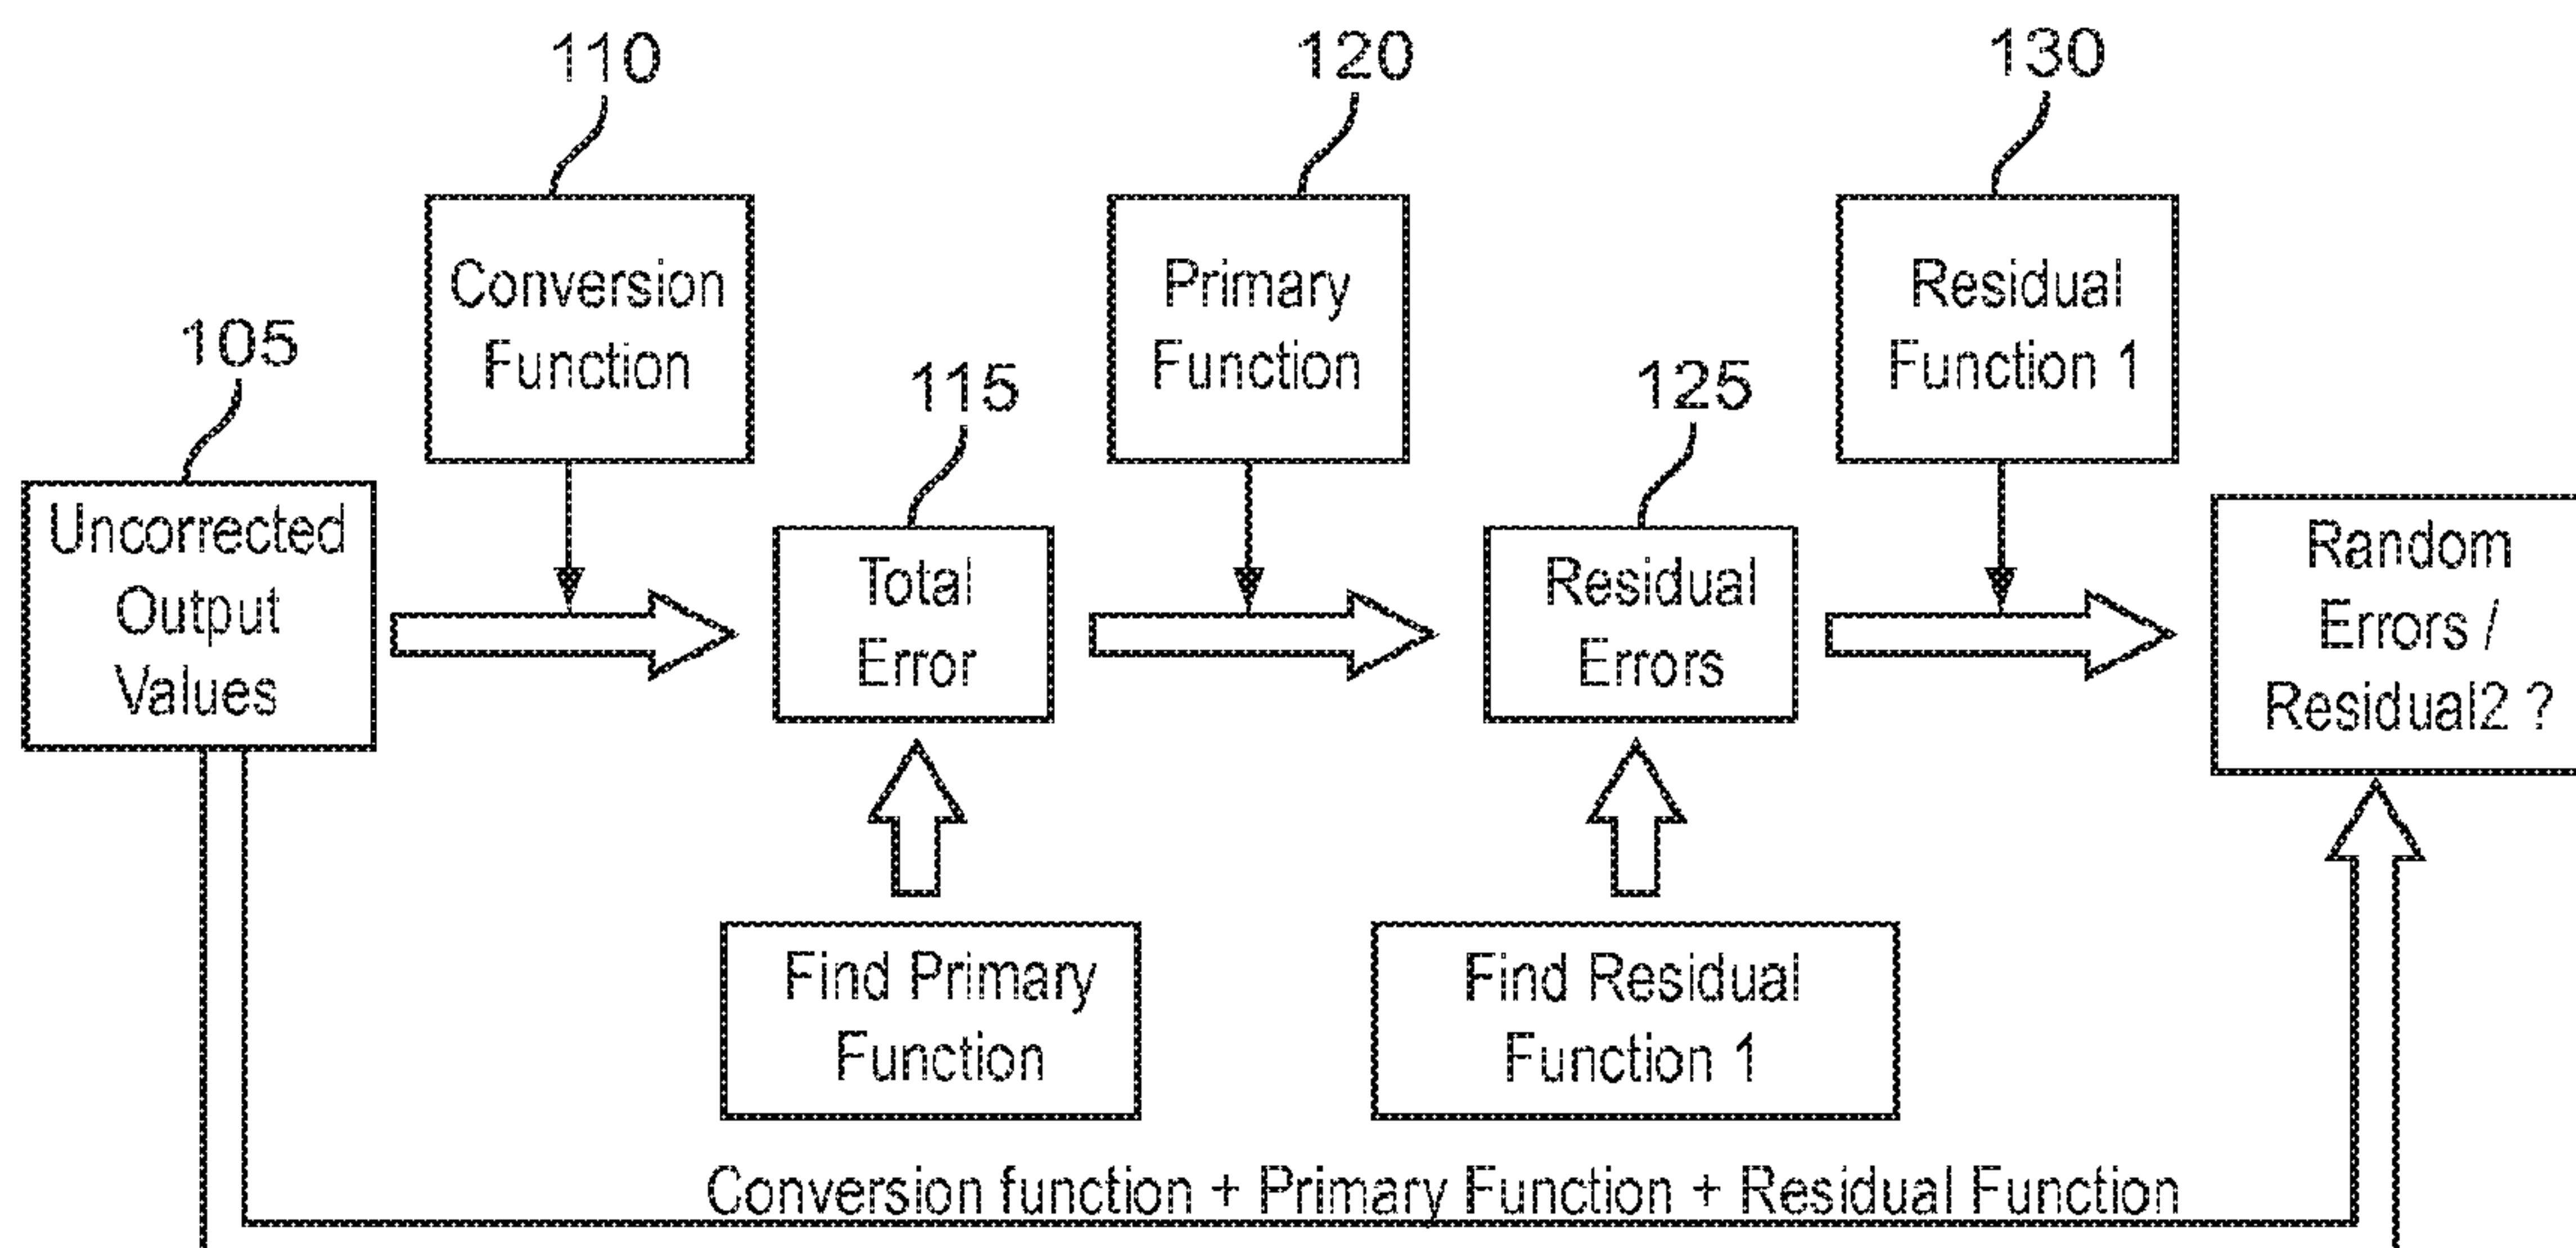 110
120
130
Conversion
Function
Primary
Function
Residual
Function 1
105
115
125
Uncorrected
Output
Values
Total
Error
Residual
Errors
Random
Errors /
Residual2 ?
Find Primary
Function
Find Residual
Function 1
Conversion function + Primary Function + Residual Function